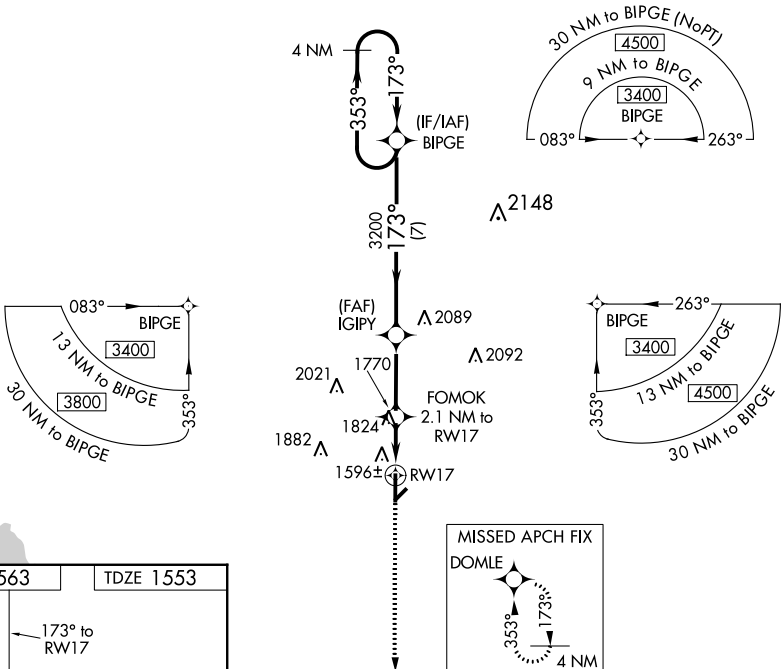 4 NM
353°
173°
(IF/IAF)
BIPGE
30 NM to BIPGE (NoPT)
4500
9 NM to BIPGE
3400
BIPGE
083°
263°
3200
173°
(7)
2148
083°
BIPGE
13 NM to BIPGE
3400
30 NM to BIPGE
3800
353°
(FAF)
IGIPY
2089
2092
1770
2021
FOMOK
2.1 NM to
RW17
1824
1882
1596±
RW17
263°
BIPGE
3400
13 NM to BIPGE
4500
30 NM to BIPGE
353°
563
TDZE 1553
173° to
RW17
MISSED APCH FIX
DOMLE
353°
173°
4 NM